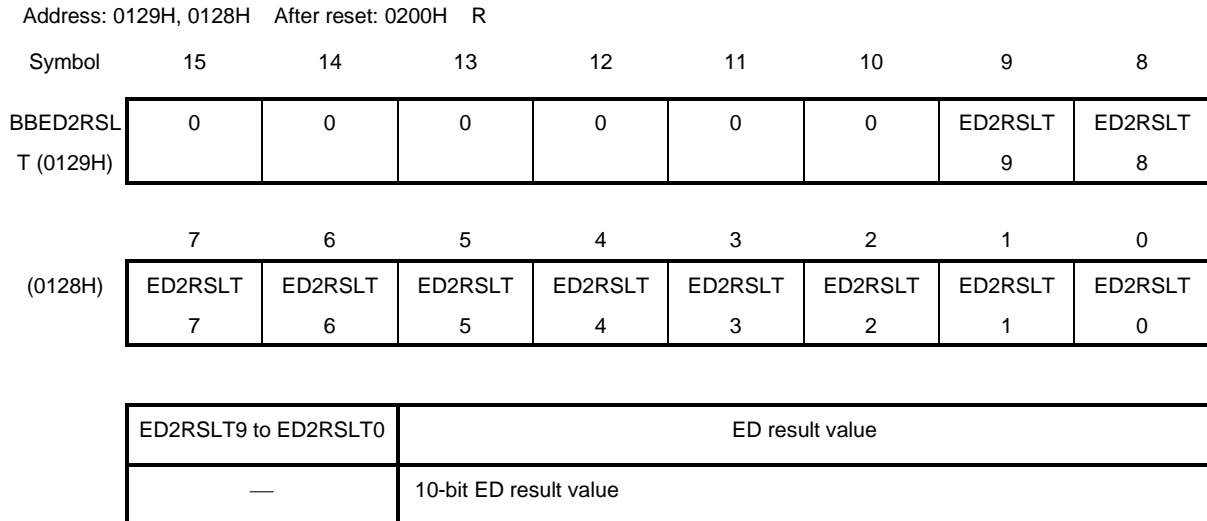 Address: 0129H, 0128H After reset: 0200H R
Symbol 15 14 13 12 11 10 9 8
BBED2RSL 0 0 0 0 0 0 ED2RSLT ED2RSLT
T (0129H) 9 8
7 6 5 4 3 2 1 0
(0128H) ED2RSLT ED2RSLT ED2RSLT ED2RSLT ED2RSLT ED2RSLT ED2RSLT ED2RSLT
7 6 5 4 3 2 1 0
ED2RSLT9 to ED2RSLT0 ED result value
— 10-bit ED result value